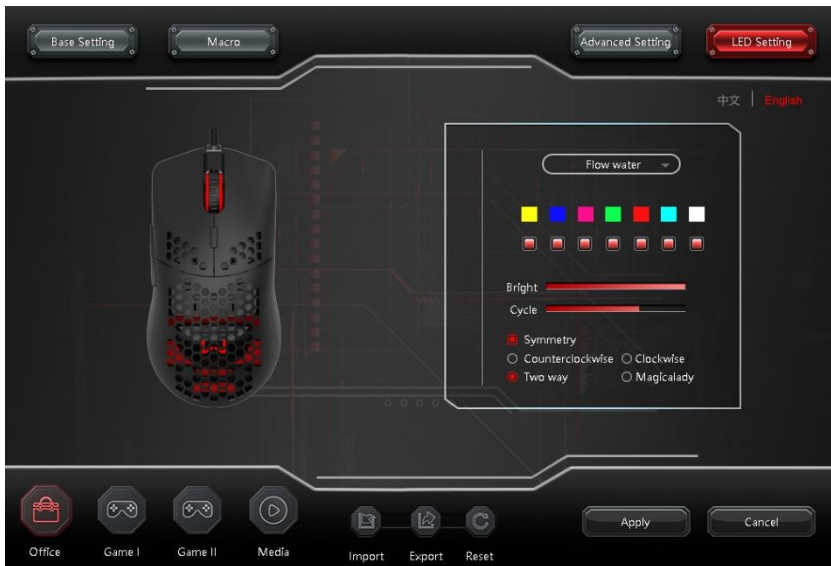 Base Setting
Macro
Advanced Setting
LED Setting
中文 | English
Flow water
Bright
Cycle
Symmetry
Counterclockwise
Clockwise
Two way
Magicalady
Office
Game I
Game II
Media
Import
Export
Reset
Apply
Cancel